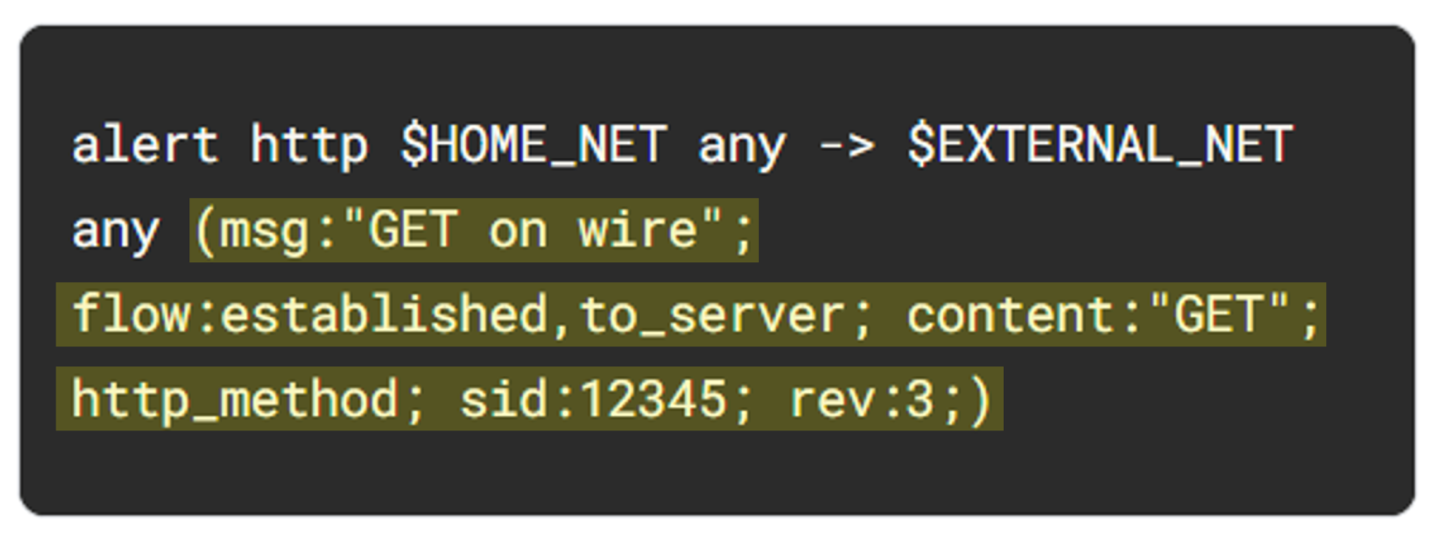 alert http $HOME_NET any -> $EXTERNAL_NET
any (msg:"GET on wire";
flow:established,to_server; content:"GET";
http_method; sid:12345; rev:3;)